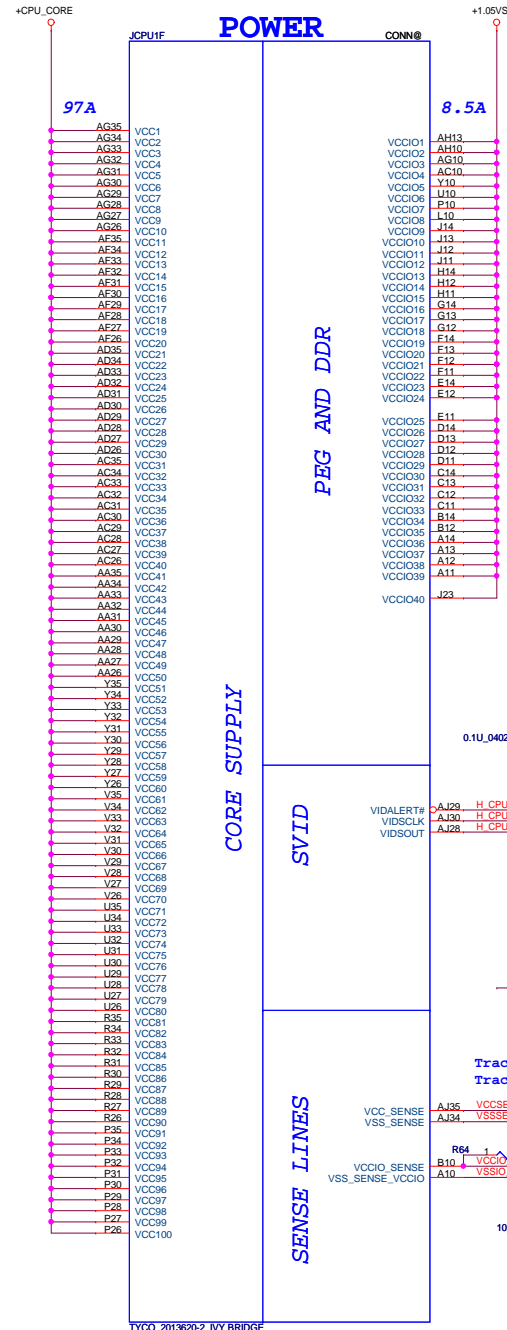 +CPU_CORE
+1.05VS
POWER
JCPU1F
CONN@
97A
8.5A
AG35 VCC1
AG34 VCC2
AG33 VCC3
AG32 VCC4
AG31 VCC5
AG30 VCC6
AG29 VCC7
AG28 VCC8
AG27 VCC9
AG26 VCC10
AF35 VCC11
AF34 VCC12
AF33 VCC13
AF32 VCC14
AF31 VCC15
AF30 VCC16
AF29 VCC17
AF28 VCC18
AF27 VCC19
AF26 VCC20
AD35 VCC21
AD34 VCC22
AD33 VCC23
AD32 VCC24
AD31 VCC25
AD30 VCC26
AD29 VCC27
AD28 VCC28
AD27 VCC29
AD26 VCC30
AC35 VCC31
AC34 VCC32
AC33 VCC33
AC32 VCC34
AC31 VCC35
AC30 VCC36
AC29 VCC37
AC28 VCC38
AC27 VCC39
AC26 VCC40
AA35 VCC41
AA34 VCC42
AA33 VCC43
AA32 VCC44
AA31 VCC45
AA30 VCC46
AA29 VCC47
AA28 VCC48
AA27 VCC49
AA26 VCC50
Y35 VCC51
Y34 VCC52
Y33 VCC53
Y32 VCC54
Y31 VCC55
Y30 VCC56
Y29 VCC57
Y28 VCC58
Y27 VCC59
Y26 VCC60
V35 VCC61
V34 VCC62
V33 VCC63
V32 VCC64
V31 VCC65
V30 VCC66
V29 VCC67
V28 VCC68
V27 VCC69
V26 VCC70
U35 VCC71
U34 VCC72
U33 VCC73
U32 VCC74
U31 VCC75
U30 VCC76
U29 VCC77
U28 VCC78
U27 VCC79
U26 VCC80
R35 VCC81
R34 VCC82
R33 VCC83
R32 VCC84
R31 VCC85
R30 VCC86
R29 VCC87
R28 VCC88
R27 VCC89
R26 VCC90
P35 VCC91
P34 VCC92
P33 VCC93
P32 VCC94
P31 VCC95
P30 VCC96
P29 VCC97
P28 VCC98
P27 VCC99
P26 VCC100
CORE SUPPLY
PEG AND DDR
VCCIO1 AH13
VCCIO2 AH10
VCCIO3 AG10
VCCIO4 AC10
VCCIO5 Y10
VCCIO6 U10
VCCIO7 P10
VCCIO8 L10
VCCIO9 J14
VCCIO10 J13
VCCIO11 J12
VCCIO12 J11
VCCIO13 H14
VCCIO14 H12
VCCIO15 H11
VCCIO16 G14
VCCIO17 G13
VCCIO18 G12
VCCIO19 F14
VCCIO20 F13
VCCIO21 F12
VCCIO22 F11
VCCIO23 E14
VCCIO24 E12
VCCIO25 E11
VCCIO26 D14
VCCIO27 D13
VCCIO28 D12
VCCIO29 D11
VCCIO30 C14
VCCIO31 C13
VCCIO32 C12
VCCIO33 C11
VCCIO34 B14
VCCIO35 B12
VCCIO36 A14
VCCIO37 A13
VCCIO38 A12
VCCIO39 A11
VCCIO40 J23
0.1U_0402
SVID
VIDALERT# AJ29 H_CPU
VIDSCLK AJ30 H_CPU
VIDSOUT AJ28 H_CPU
Trac
Trac
SENSE LINES
VCC_SENSE AJ35 VCCSE
VSS_SENSE AJ34 VSSSE
R64 1
VCCIO_SENSE B10 VCCIO
VSS_SENSE_VCCIO A10 VSSIO
10
TYCO_2013620-2_IVY BRIDGE